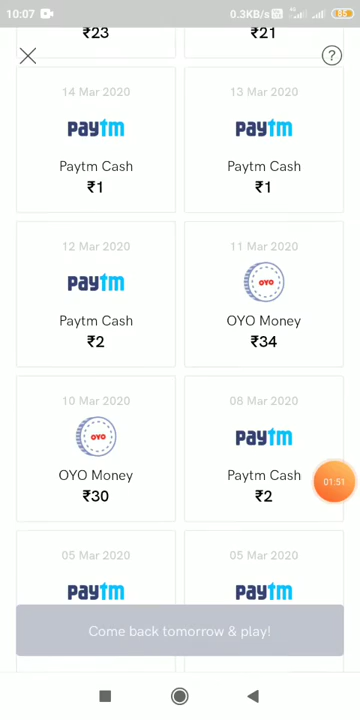 10:07 0.3KB/s 4G 85
₹23 ₹21
?
14 Mar 2020 13 Mar 2020
paytm paytm
Paytm Cash Paytm Cash
₹1 ₹1
12 Mar 2020 11 Mar 2020
paytm OYO
Paytm Cash OYO Money
₹2 ₹34
10 Mar 2020 08 Mar 2020
OYO paytm
OYO Money Paytm Cash
₹30 ₹2
01:51
05 Mar 2020 05 Mar 2020
paytm paytm
Come back tomorrow & play!